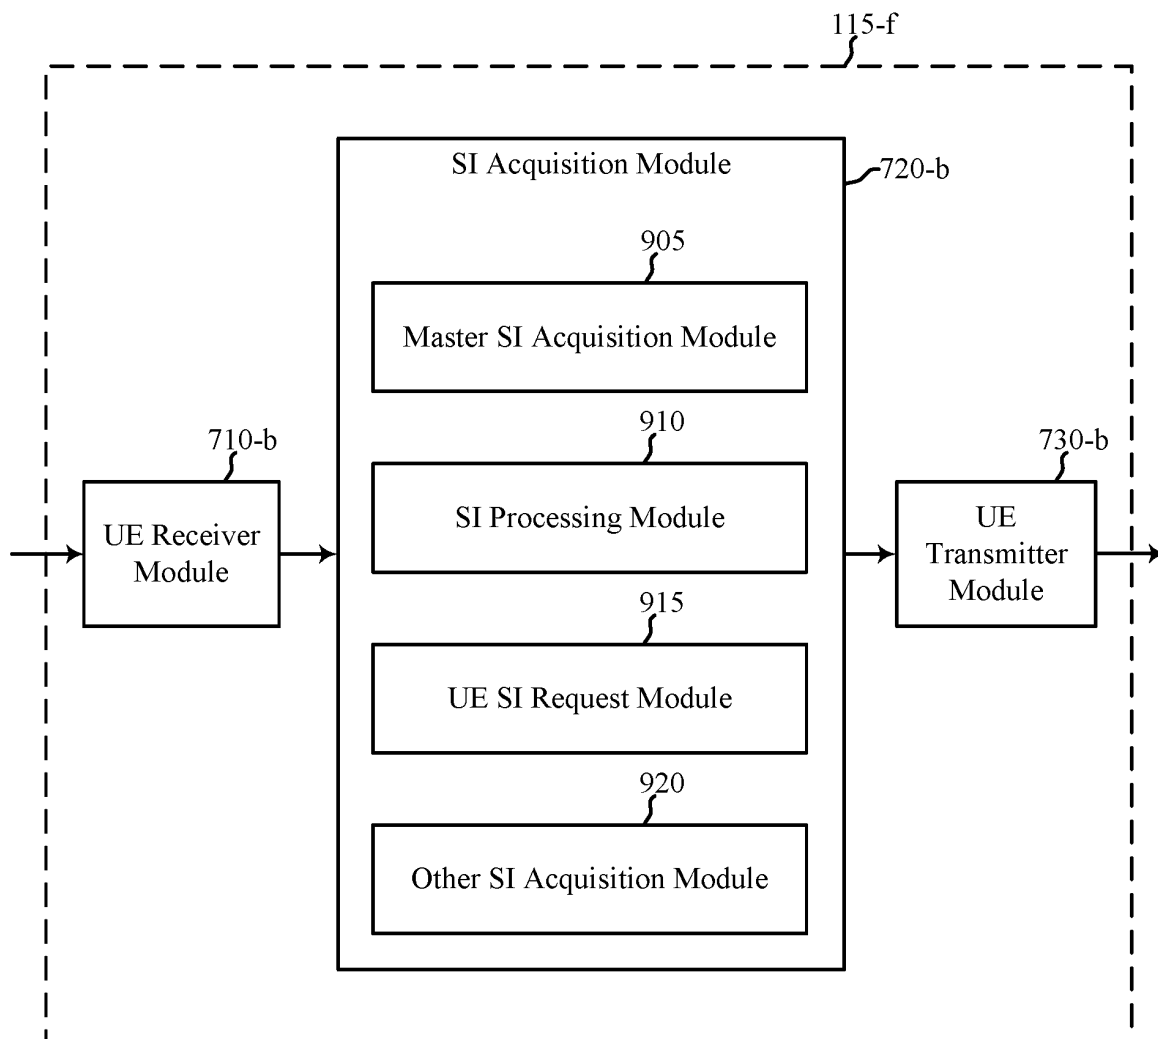 115-f
SI Acquisition Module
720-b
905
Master SI Acquisition Module
710-b
910
730-b
UE Receiver
Module
SI Processing Module
UE
Transmitter
Module
915
UE SI Request Module
920
Other SI Acquisition Module